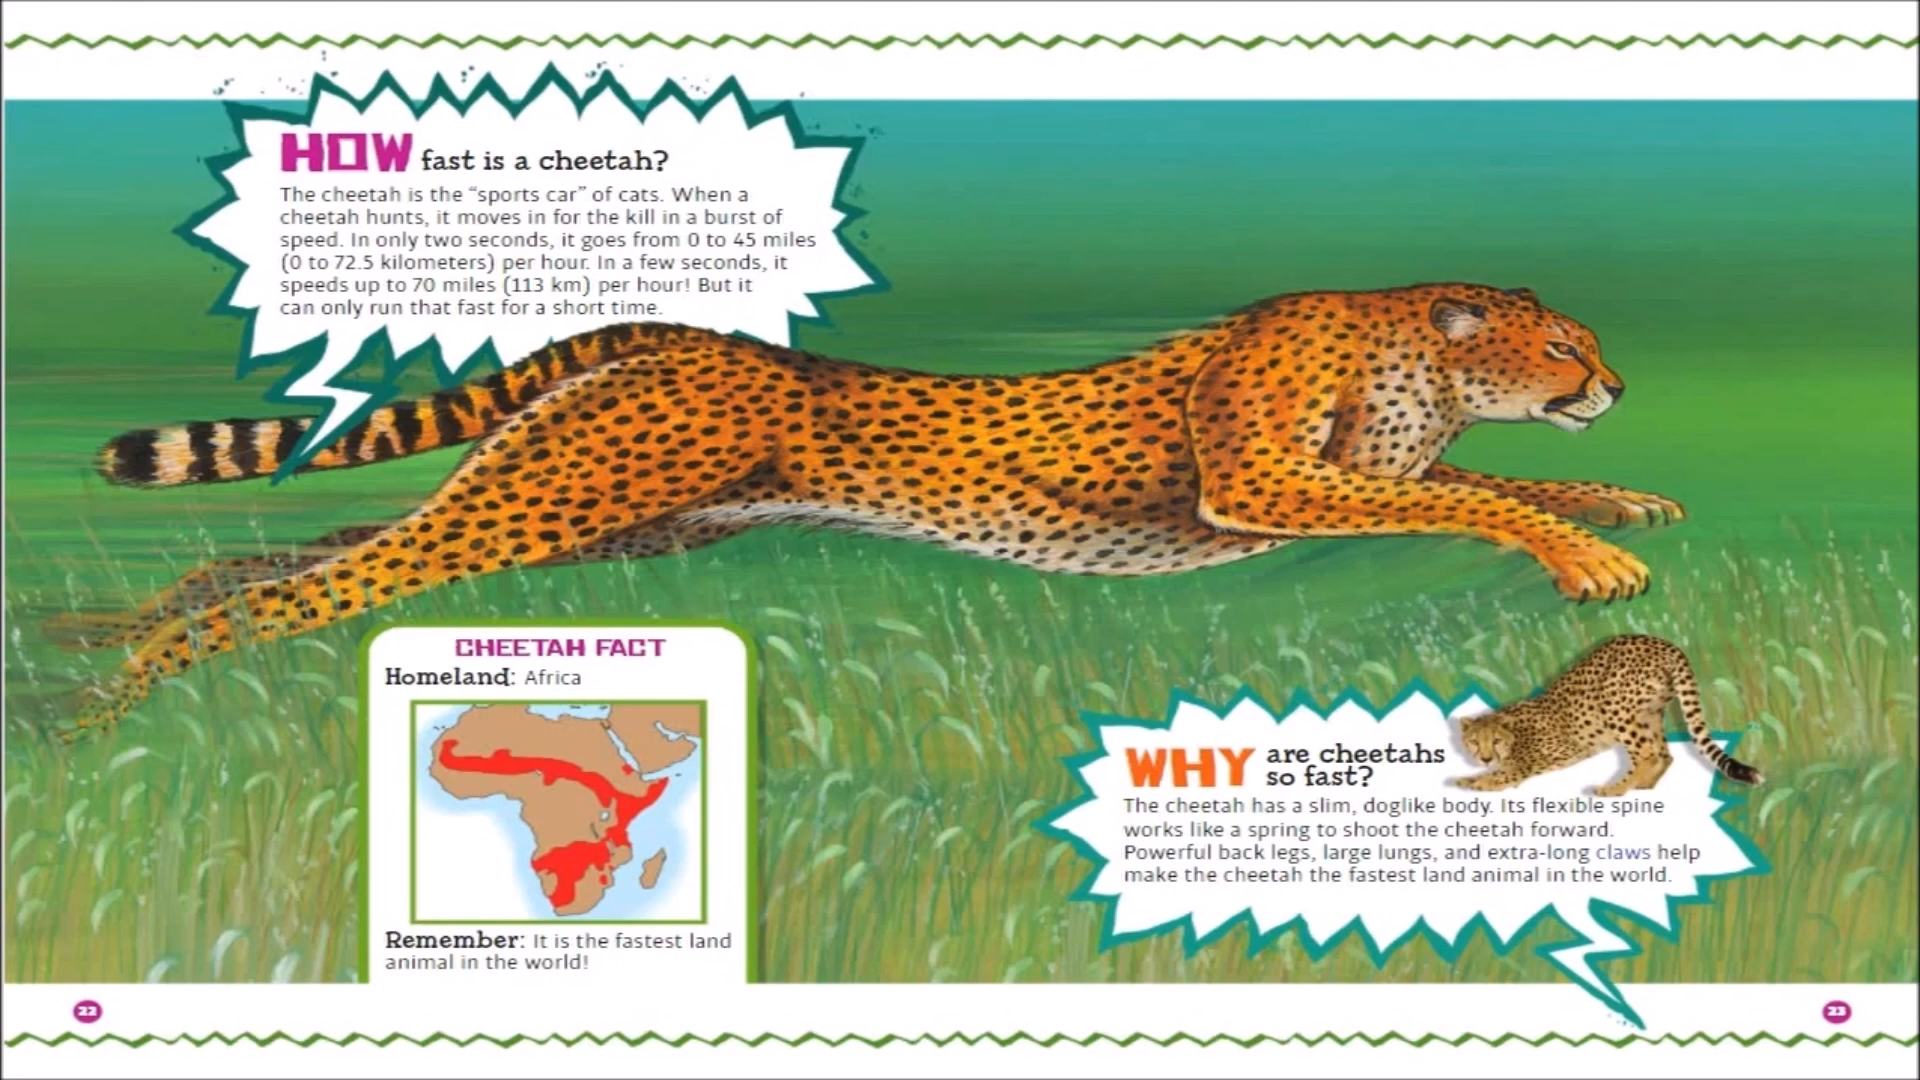 HOW fast is a cheetah?
The cheetah is the “sports car” of cats. When a
cheetah hunts, it moves in for the kill in a burst of
speed. In only two seconds, it goes from 0 to 45 miles
(0 to 72.5 kilometers) per hour. In a few seconds, it
speeds up to 70 miles (113 km) per hour! But it
can only run that fast for a short time.
CHEETAH FACT
Homeland: Africa
Remember: It is the fastest land
animal in the world!
WHY are cheetahs
so fast?
The cheetah has a slim, doglike body. Its flexible spine
works like a spring to shoot the cheetah forward.
Powerful back legs, large lungs, and extra-long claws help
make the cheetah the fastest land animal in the world.
22
23